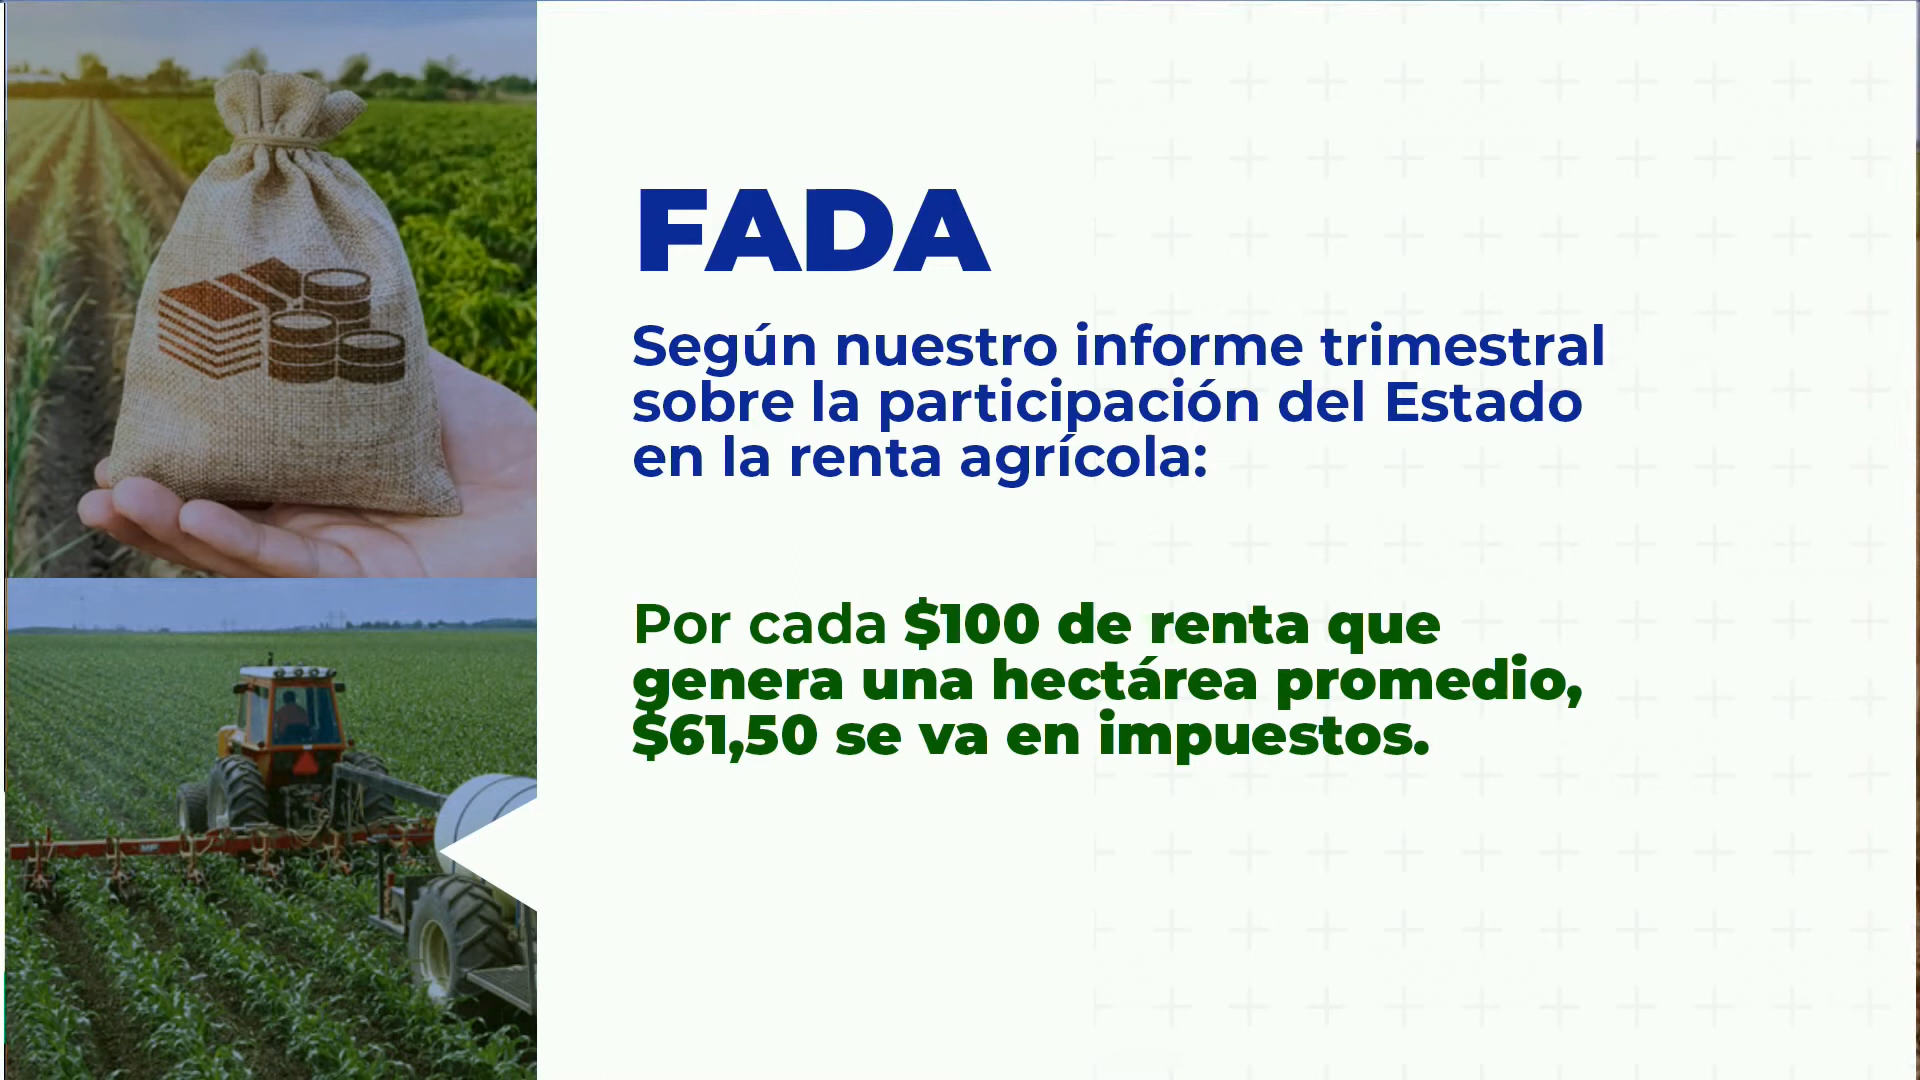 FADA
Según nuestro informe trimestral
sobre la participación del Estado
en la renta agrícola:
Por cada $100 de renta que
genera una hectárea promedio,
$61,50 se va en impuestos.